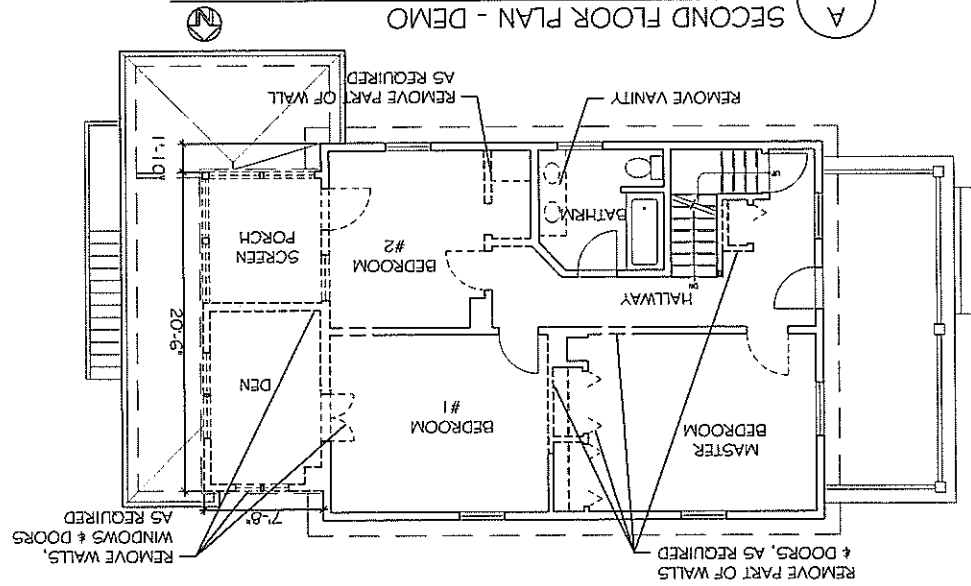 REMOVE PART OF WALLS
& DOORS, AS REQUIRED
REMOVE WALLS,
WINDOWS & DOORS
AS REQUIRED
7'-8"
MASTER
BEDROOM
BEDROOM
#1
DEN
20'-6"
HALLWAY
DN
UP
BATHRM
BEDROOM
#2
SCREEN
PORCH
1'-10"
REMOVE VANITY
REMOVE PART OF WALL
AS REQUIRED
A
SECOND FLOOR PLAN - DEMO
N